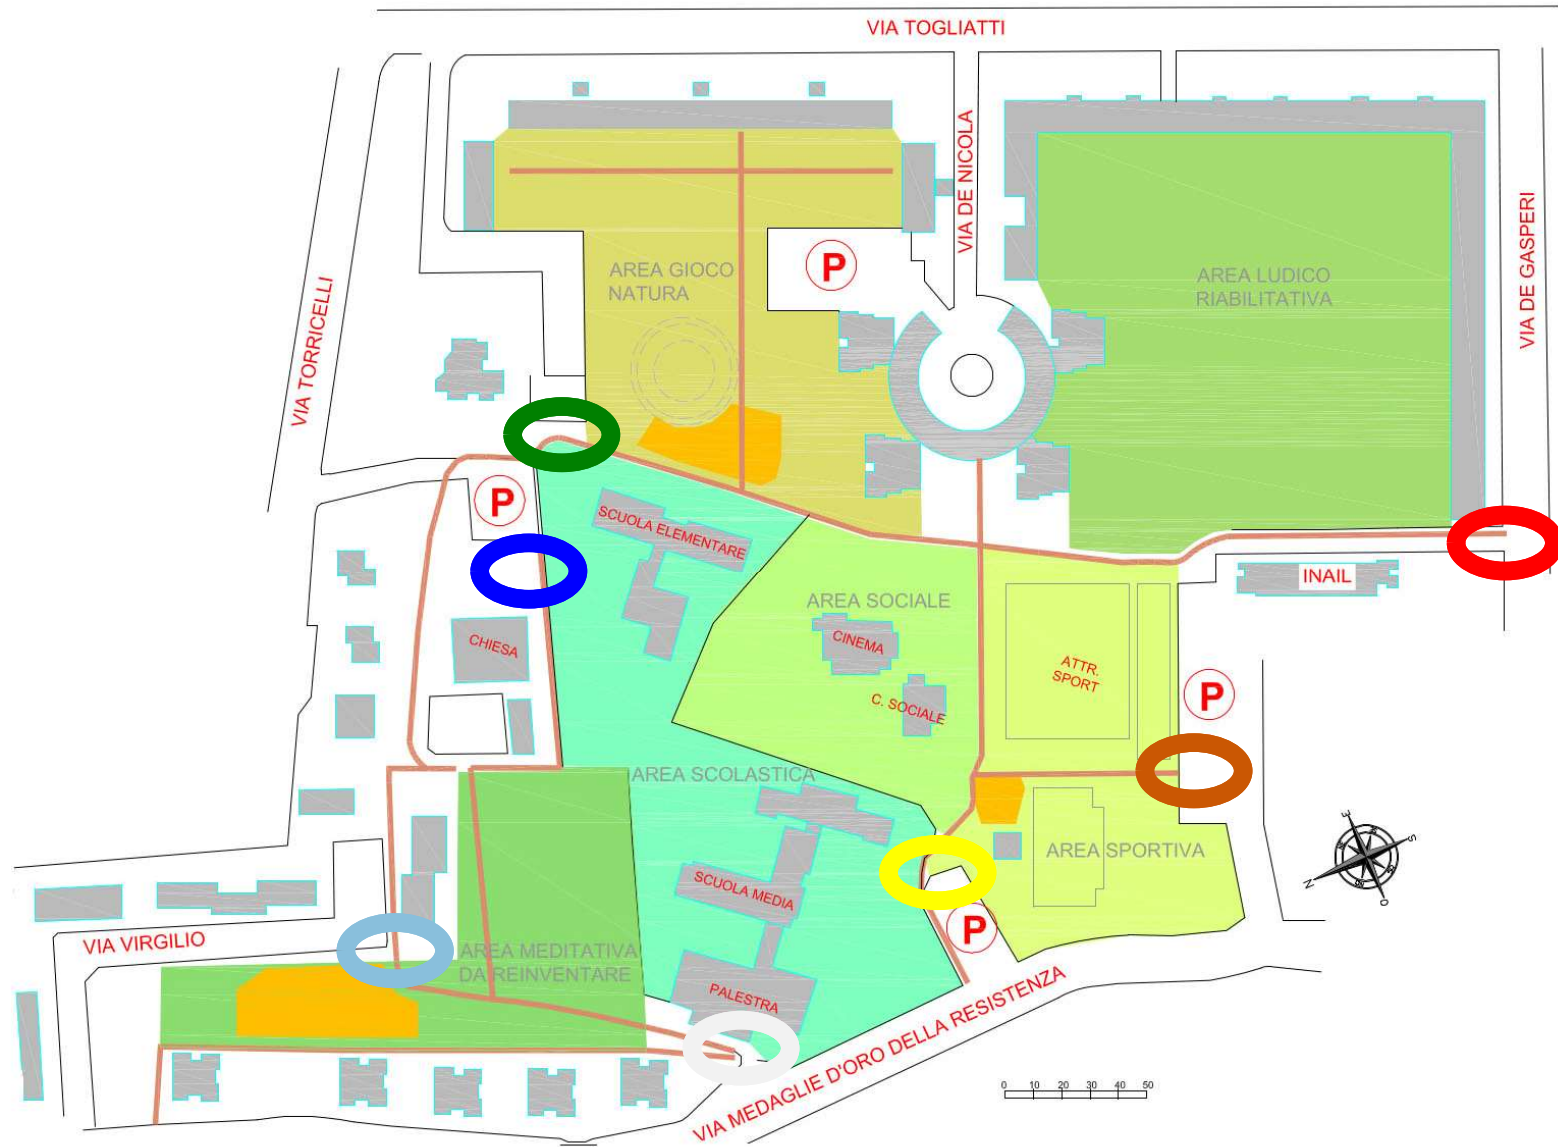 VIA TOGLIATTI
VIA DE NICOLA
VIA DE GASPERI
VIA TORRICELLI
P
AREA GIOCO
NATURA
AREA LUDICO
RIABILITATIVA
P
SCUOLA ELEMENTARE
INAIL
AREA SOCIALE
CINEMA
CHIESA
ATTR.
SPORT
P
C. SOCIALE
AREA SCOLASTICA
AREA SPORTIVA
SCUOLA MEDIA
P
VIA VIRGILIO
AREA MEDITATIVA
DA REINVENTARE
PALESTRA
VIA MEDAGLIE D'ORO DELLA RESISTENZA
0 10 20 30 40 50